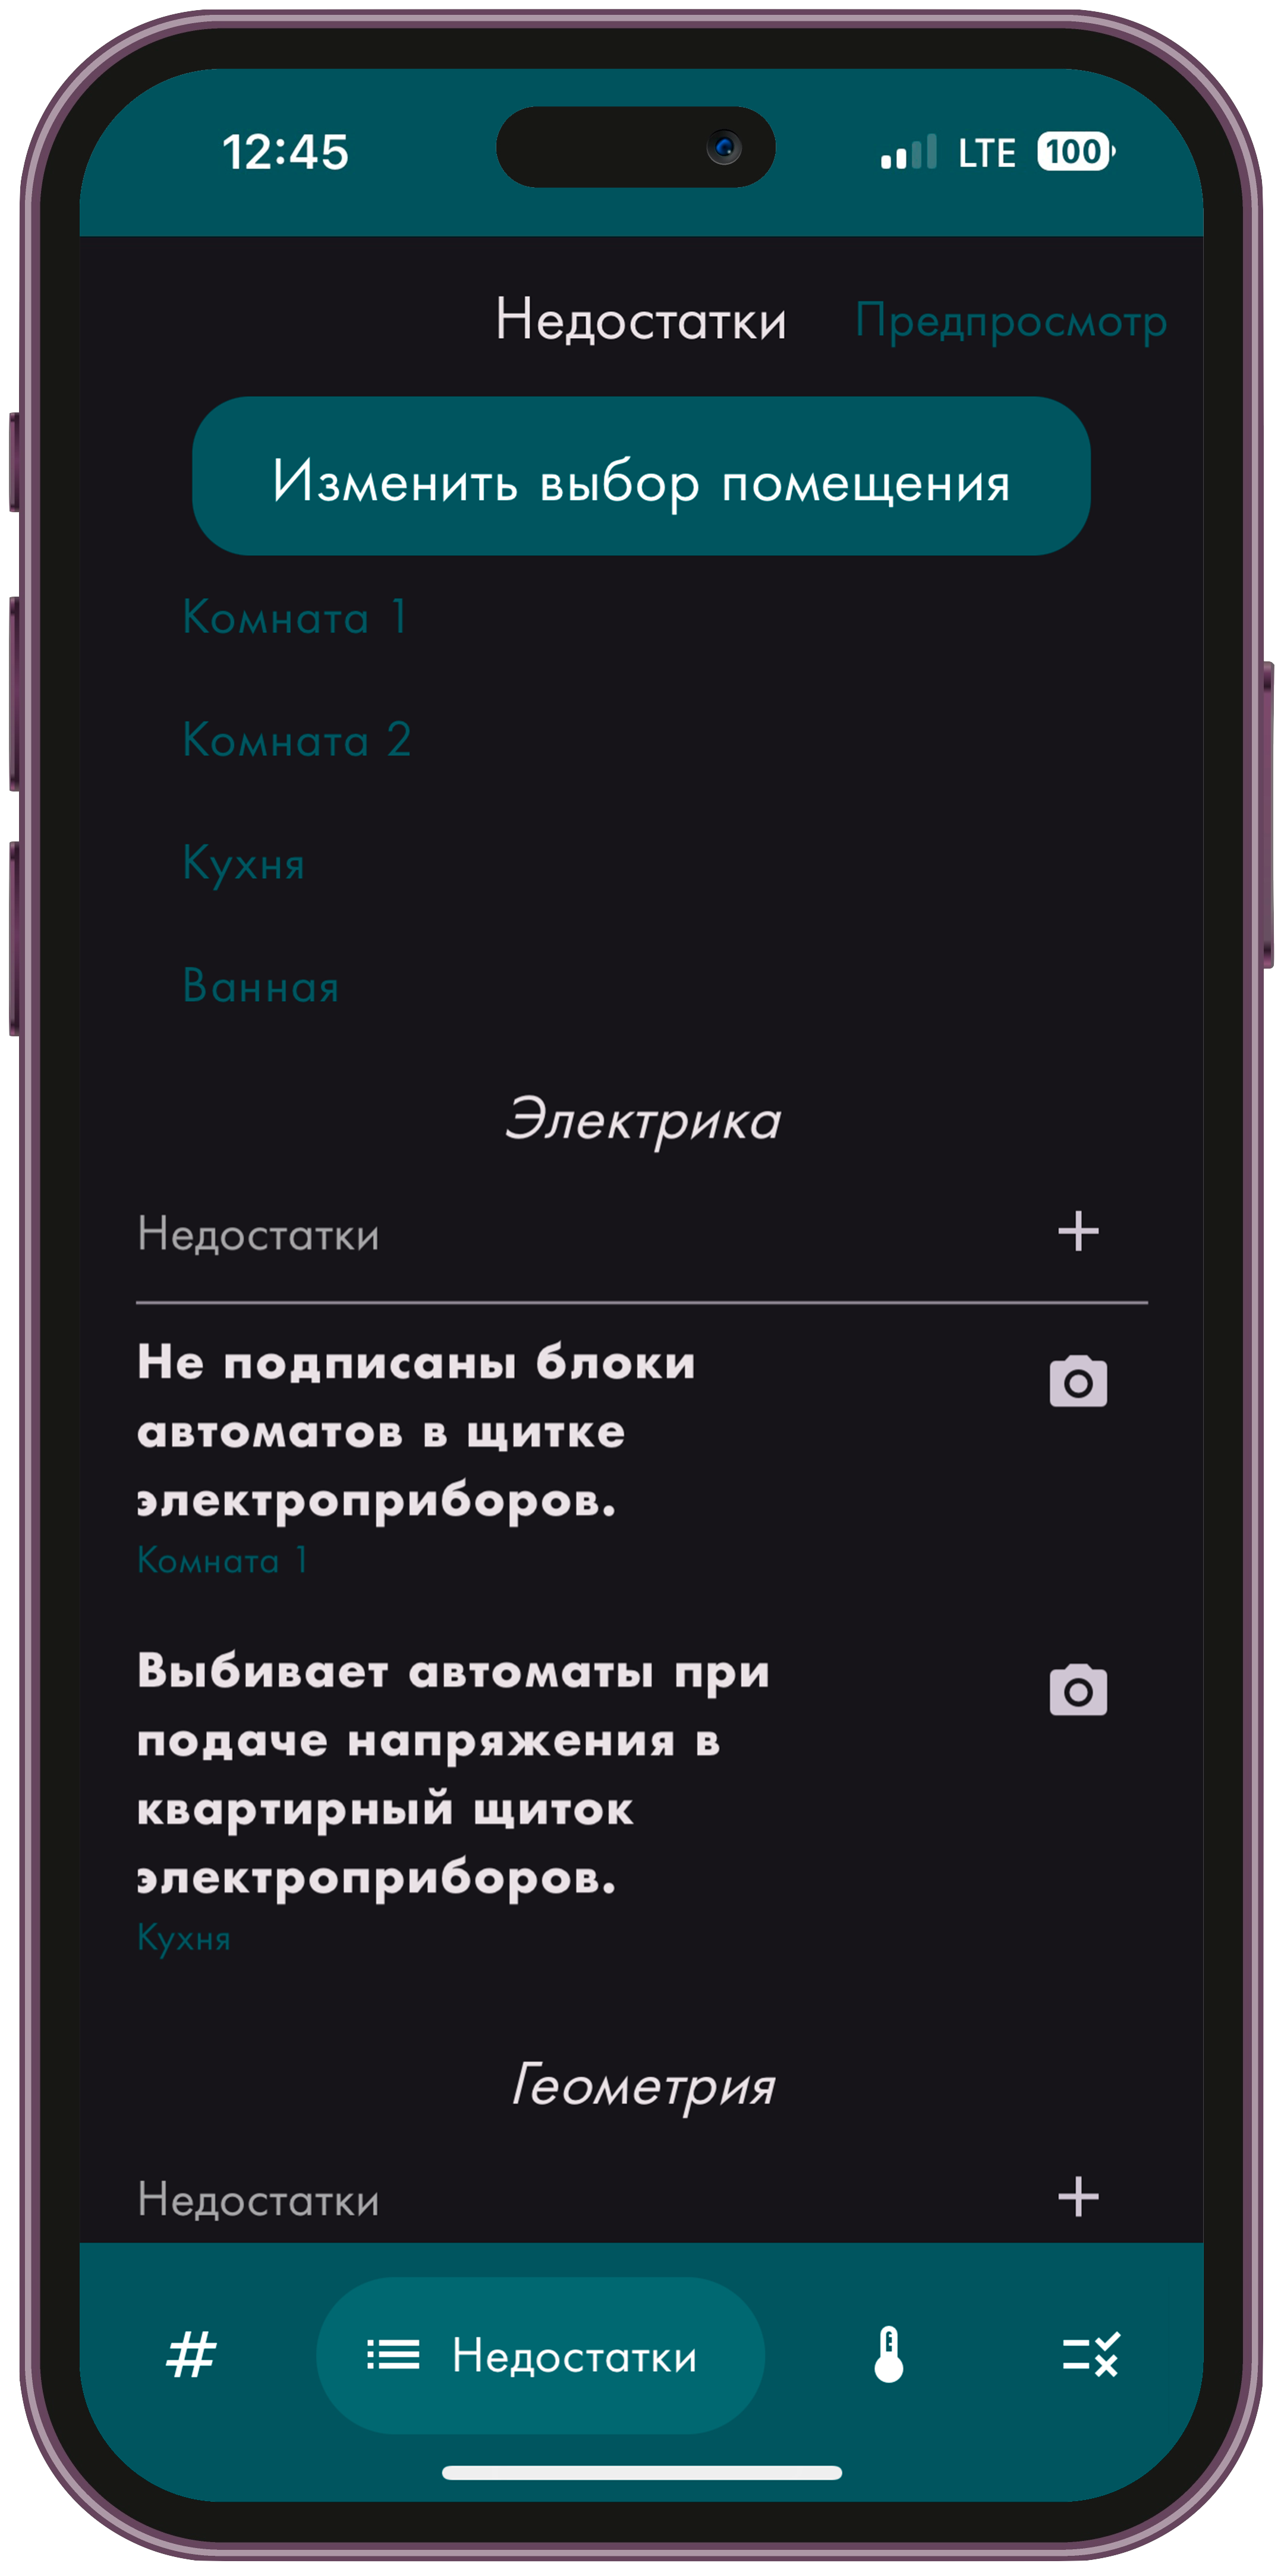 12:45
LTE 100
Недостатки
Предпросмотр
Изменить выбор помещения
Комната 1
Комната 2
Кухня
Ванная
Электрика
Недостатки
Не подписаны блоки
автоматов в щитке
электроприборов.
Комната 1
Выбивает автоматы при
подаче напряжения в
квартирный щиток
электроприборов.
Кухня
Геометрия
Недостатки
Недостатки